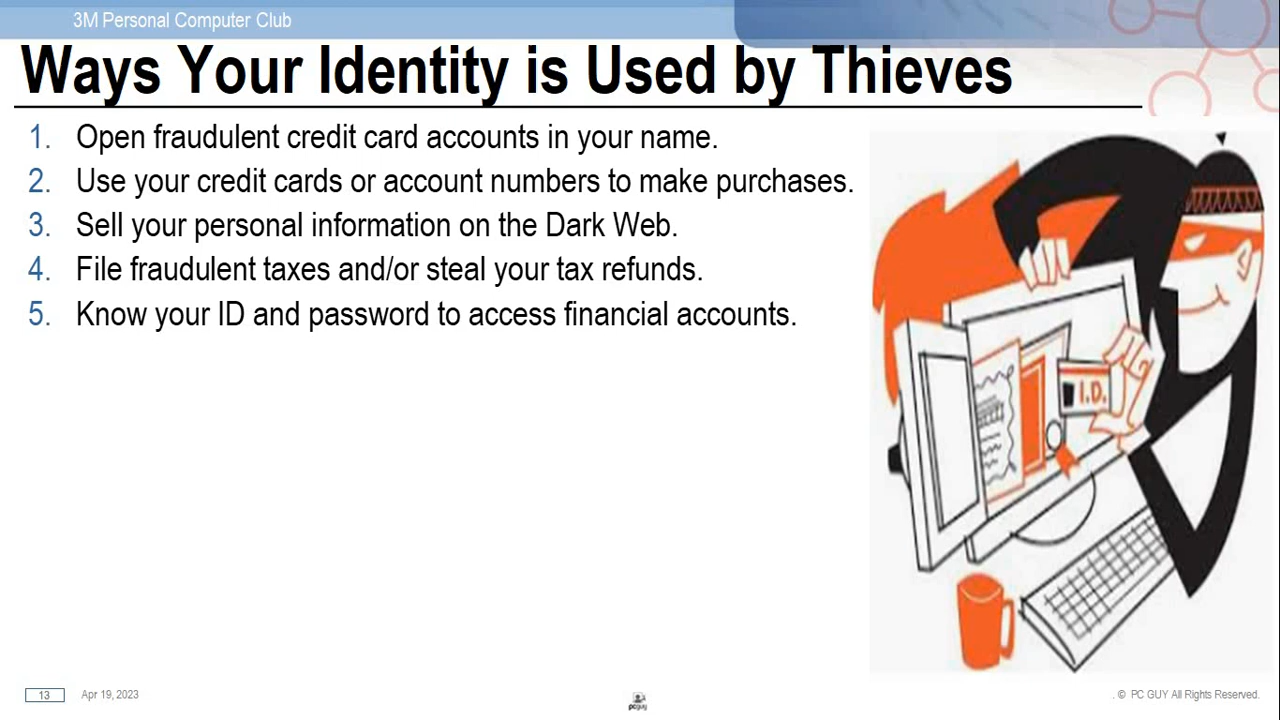 3M Personal Computer Club
Ways Your Identity is Used by Thieves
1. Open fraudulent credit card accounts in your name.
2. Use your credit cards or account numbers to make purchases.
3. Sell your personal information on the Dark Web.
4. File fraudulent taxes and/or steal your tax refunds.
5. Know your ID and password to access financial accounts.
I.D.
13 Apr 19, 2023
pcguy
. © PC GUY All Rights Reserved.